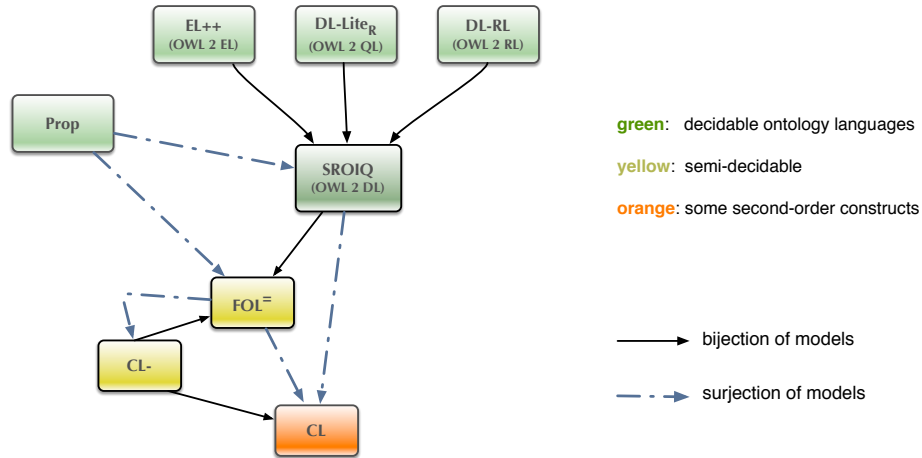 EL++
(OWL 2 EL)
DL-LiteR
(OWL 2 QL)
DL-RL
(OWL 2 RL)
Prop
green: decidable ontology languages
SROIQ
(OWL 2 DL)
yellow: semi-decidable
orange: some second-order constructs
FOL=
bijection of models
CL-
surjection of models
CL